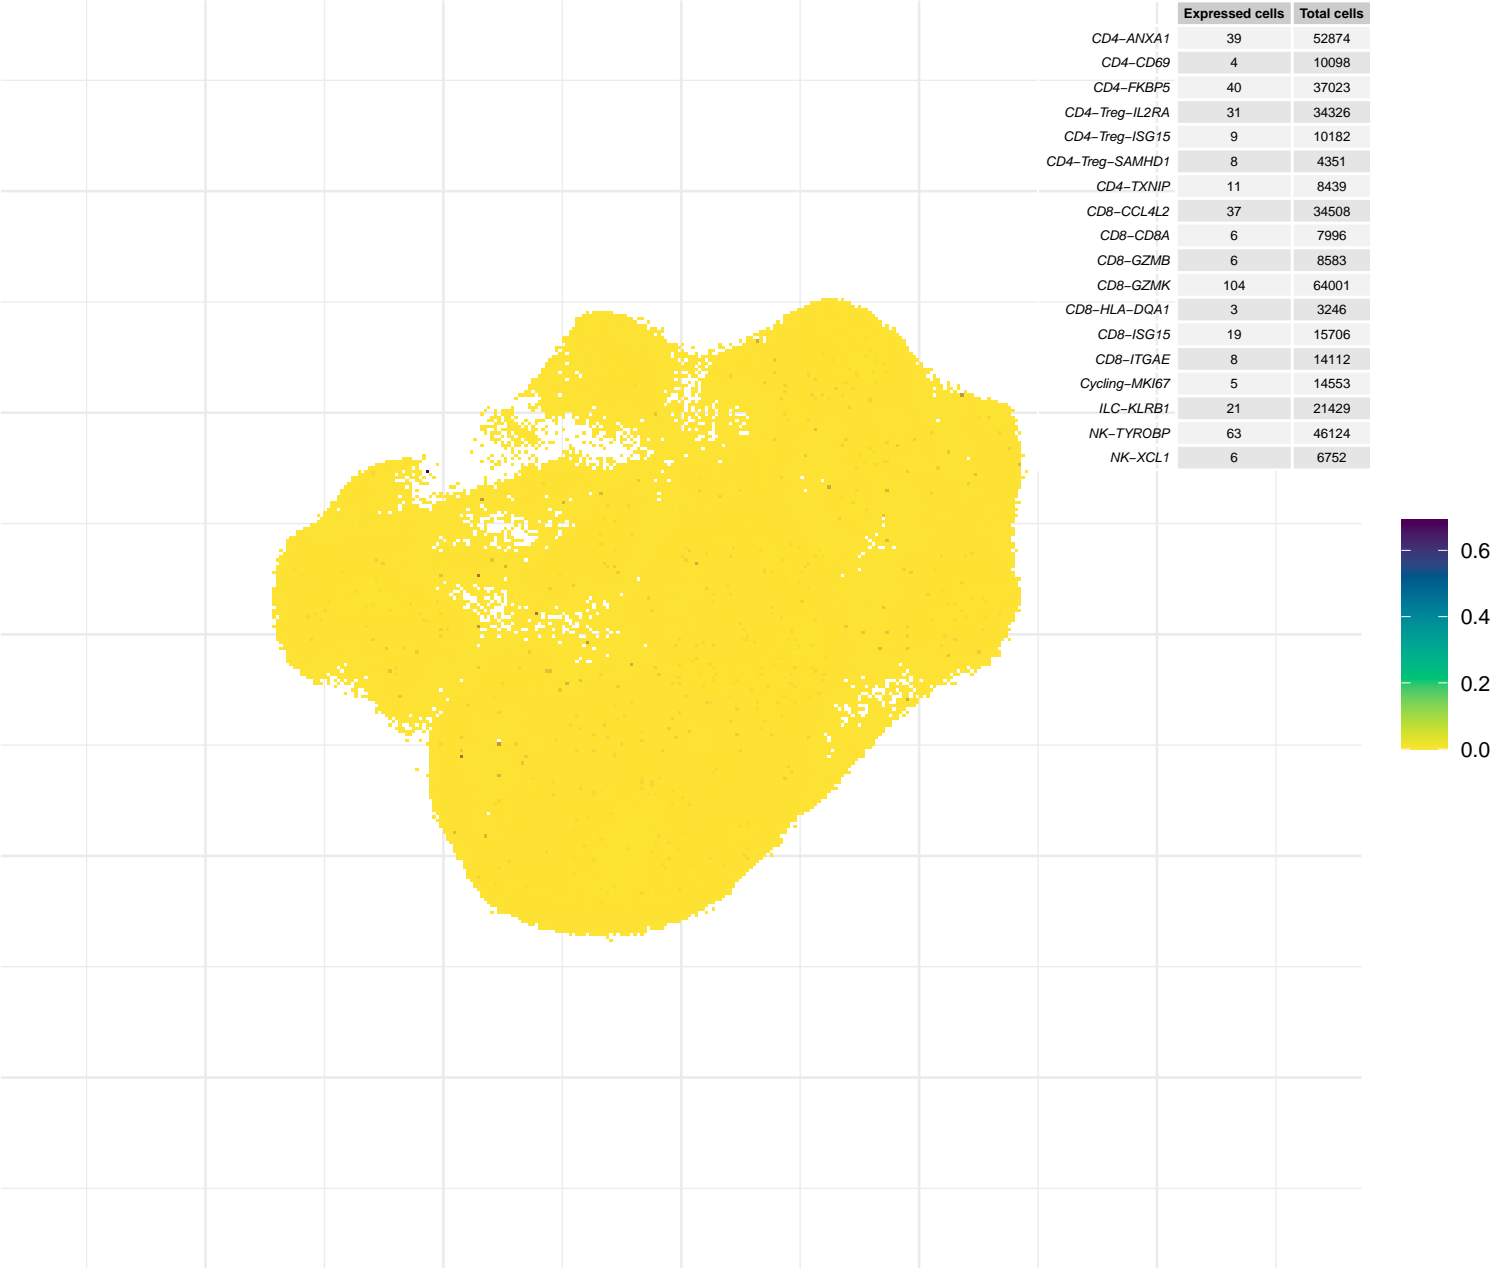 Expressed cells Total cells
CD4−ANXA1 39 52874
CD4−CD69 4 10098
CD4−FKBP5 40 37023
CD4−Treg−IL2RA 31 34326
CD4−Treg−ISG15 9 10182
CD4−Treg−SAMHD1 8 4351
CD4−TXNIP 11 8439
CD8−CCL4L2 37 34508
CD8−CD8A 6 7996
CD8−GZMB 6 8583
CD8−GZMK 104 64001
CD8−HLA−DQA1 3 3246
CD8−ISG15 19 15706
CD8−ITGAE 8 14112
Cycling−MKI67 5 14553
ILC−KLRB1 21 21429
NK−TYROBP 63 46124
NK−XCL1 6 6752
0.6
0.4
0.2
0.0